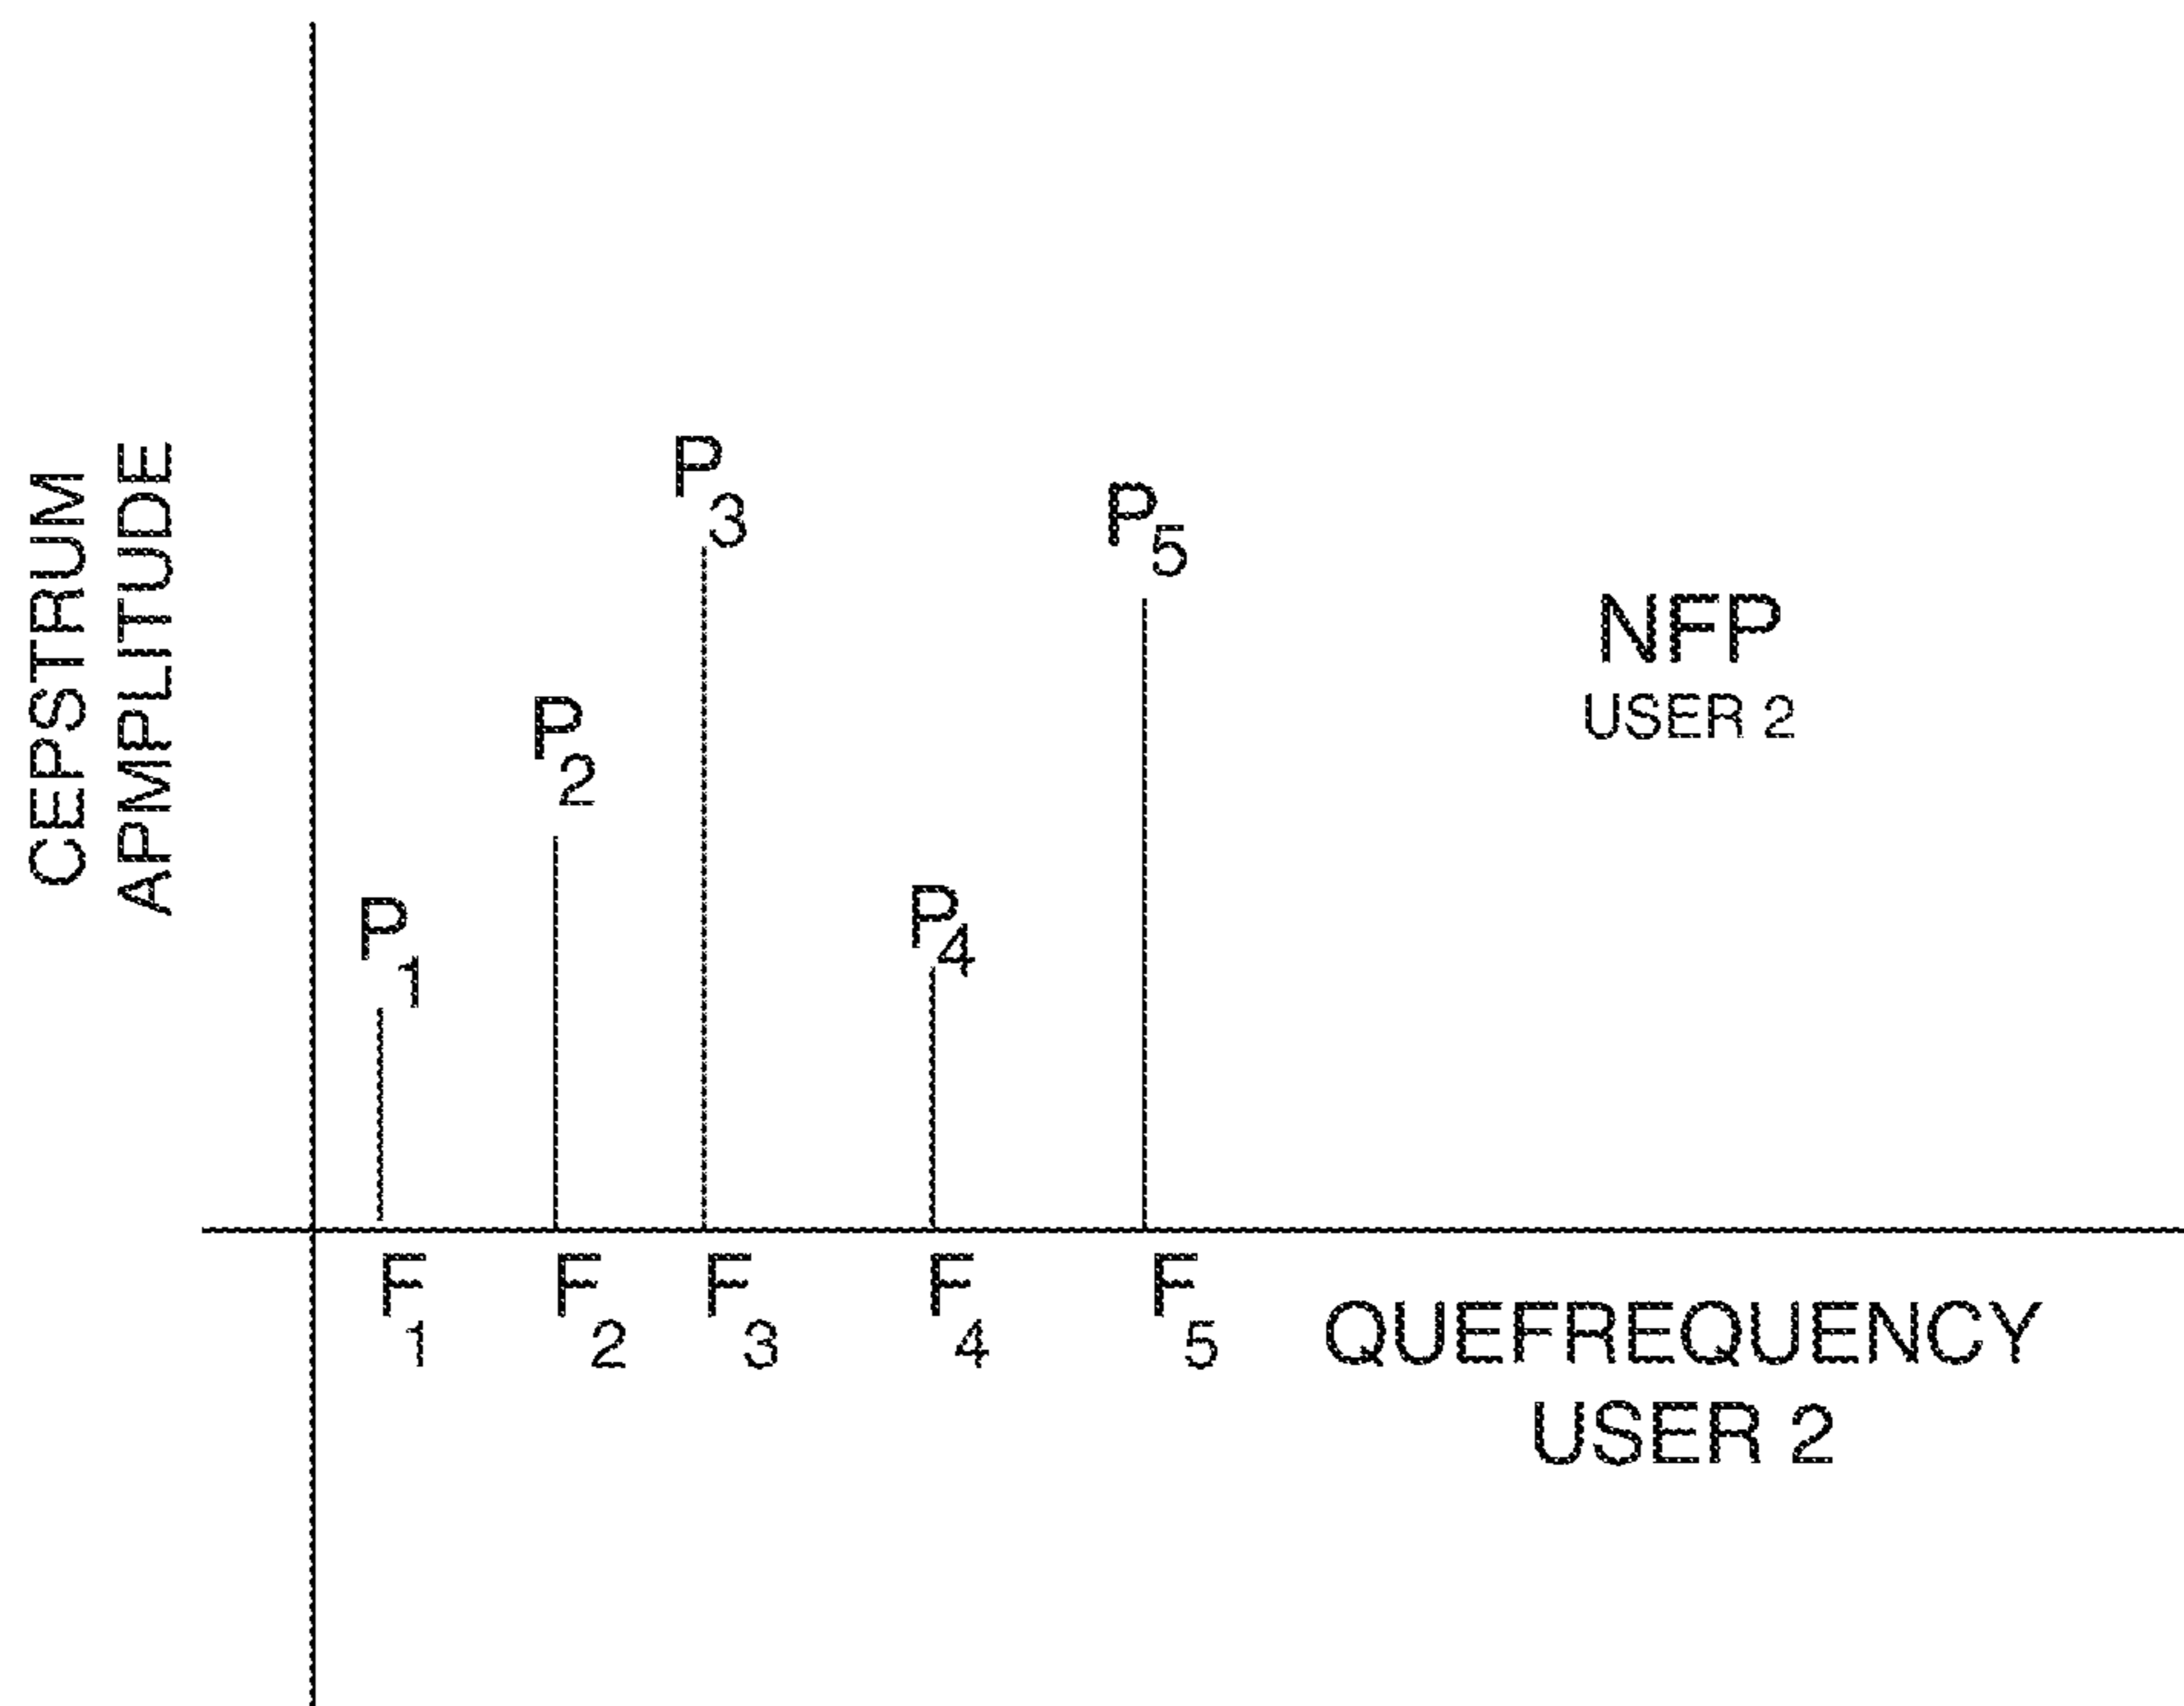 CEPSTRUM
APMPLITUDE
P3
P5
NFP
USER 2
P2
P1
P4
F1 F2 F3 F4 F5
QUEFREQUENCY
USER 2